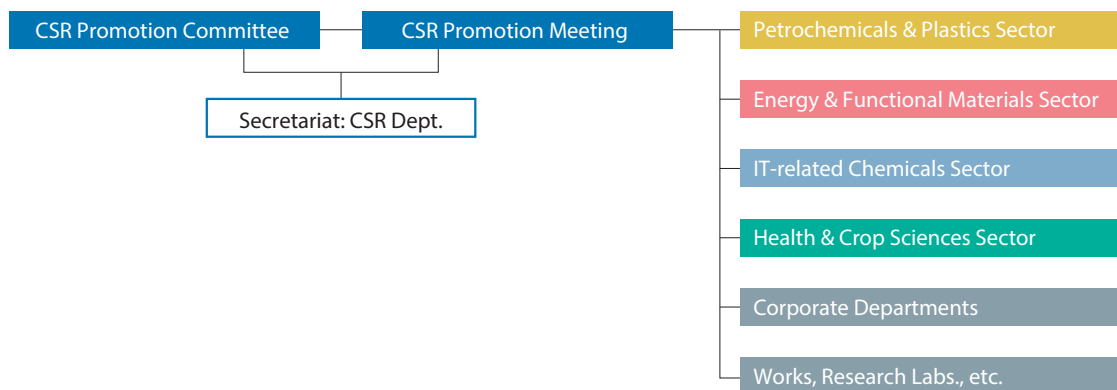 CSR Promotion Committee
CSR Promotion Meeting
Secretariat: CSR Dept.
Petrochemicals & Plastics Sector
Energy & Functional Materials Sector
IT-related Chemicals Sector
Health & Crop Sciences Sector
Corporate Departments
Works, Research Labs., etc.